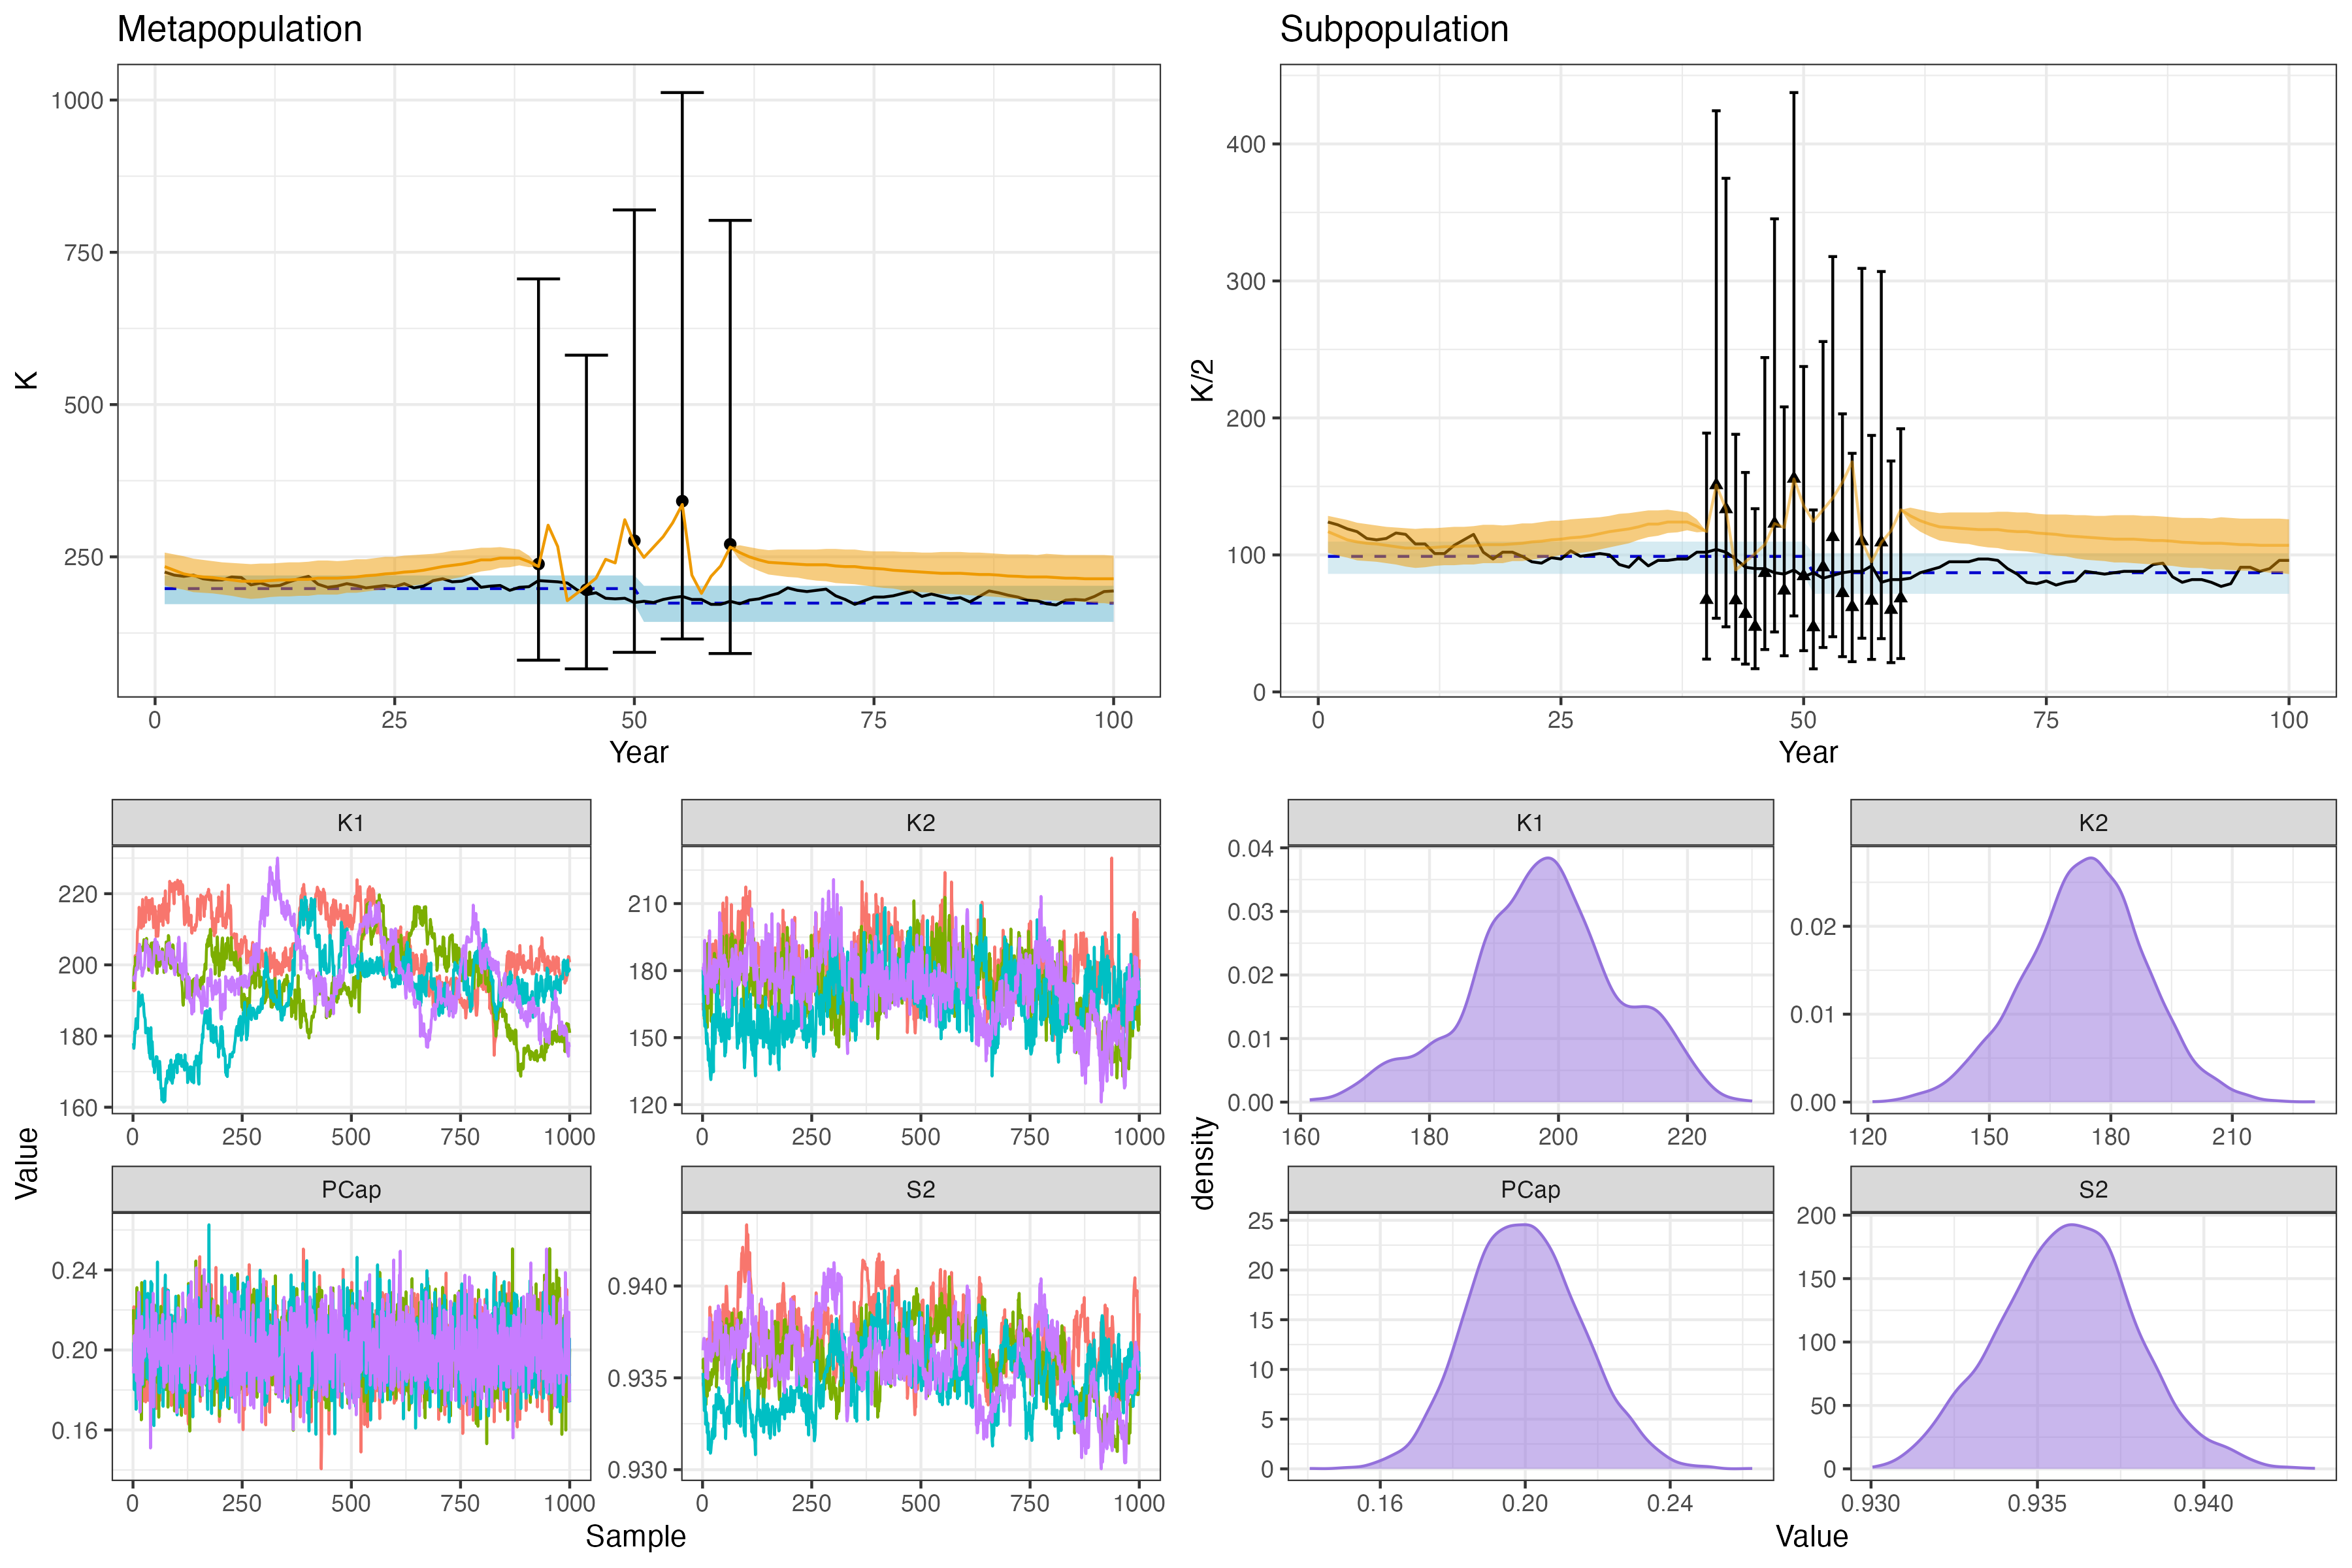 Metapopulation
K
1000
750
500
250
0 25 50 75 100
Year
Subpopulation
K/2
400
300
200
100
0
0 25 50 75 100
Year
Value
K1
220
200
180
160
0 250 500 750 1000
K2
210
180
150
120
0 250 500 750 1000
PCap
0.24
0.20
0.16
0 250 500 750 1000
S2
0.940
0.935
0.930
0 250 500 750 1000
Sample
density
K1
0.04
0.03
0.02
0.01
0.00
160 180 200 220
K2
0.02
0.01
0.00
120 150 180 210
PCap
25
20
15
10
5
0
0.16 0.20 0.24
S2
200
150
100
50
0
0.930 0.935 0.940
Value